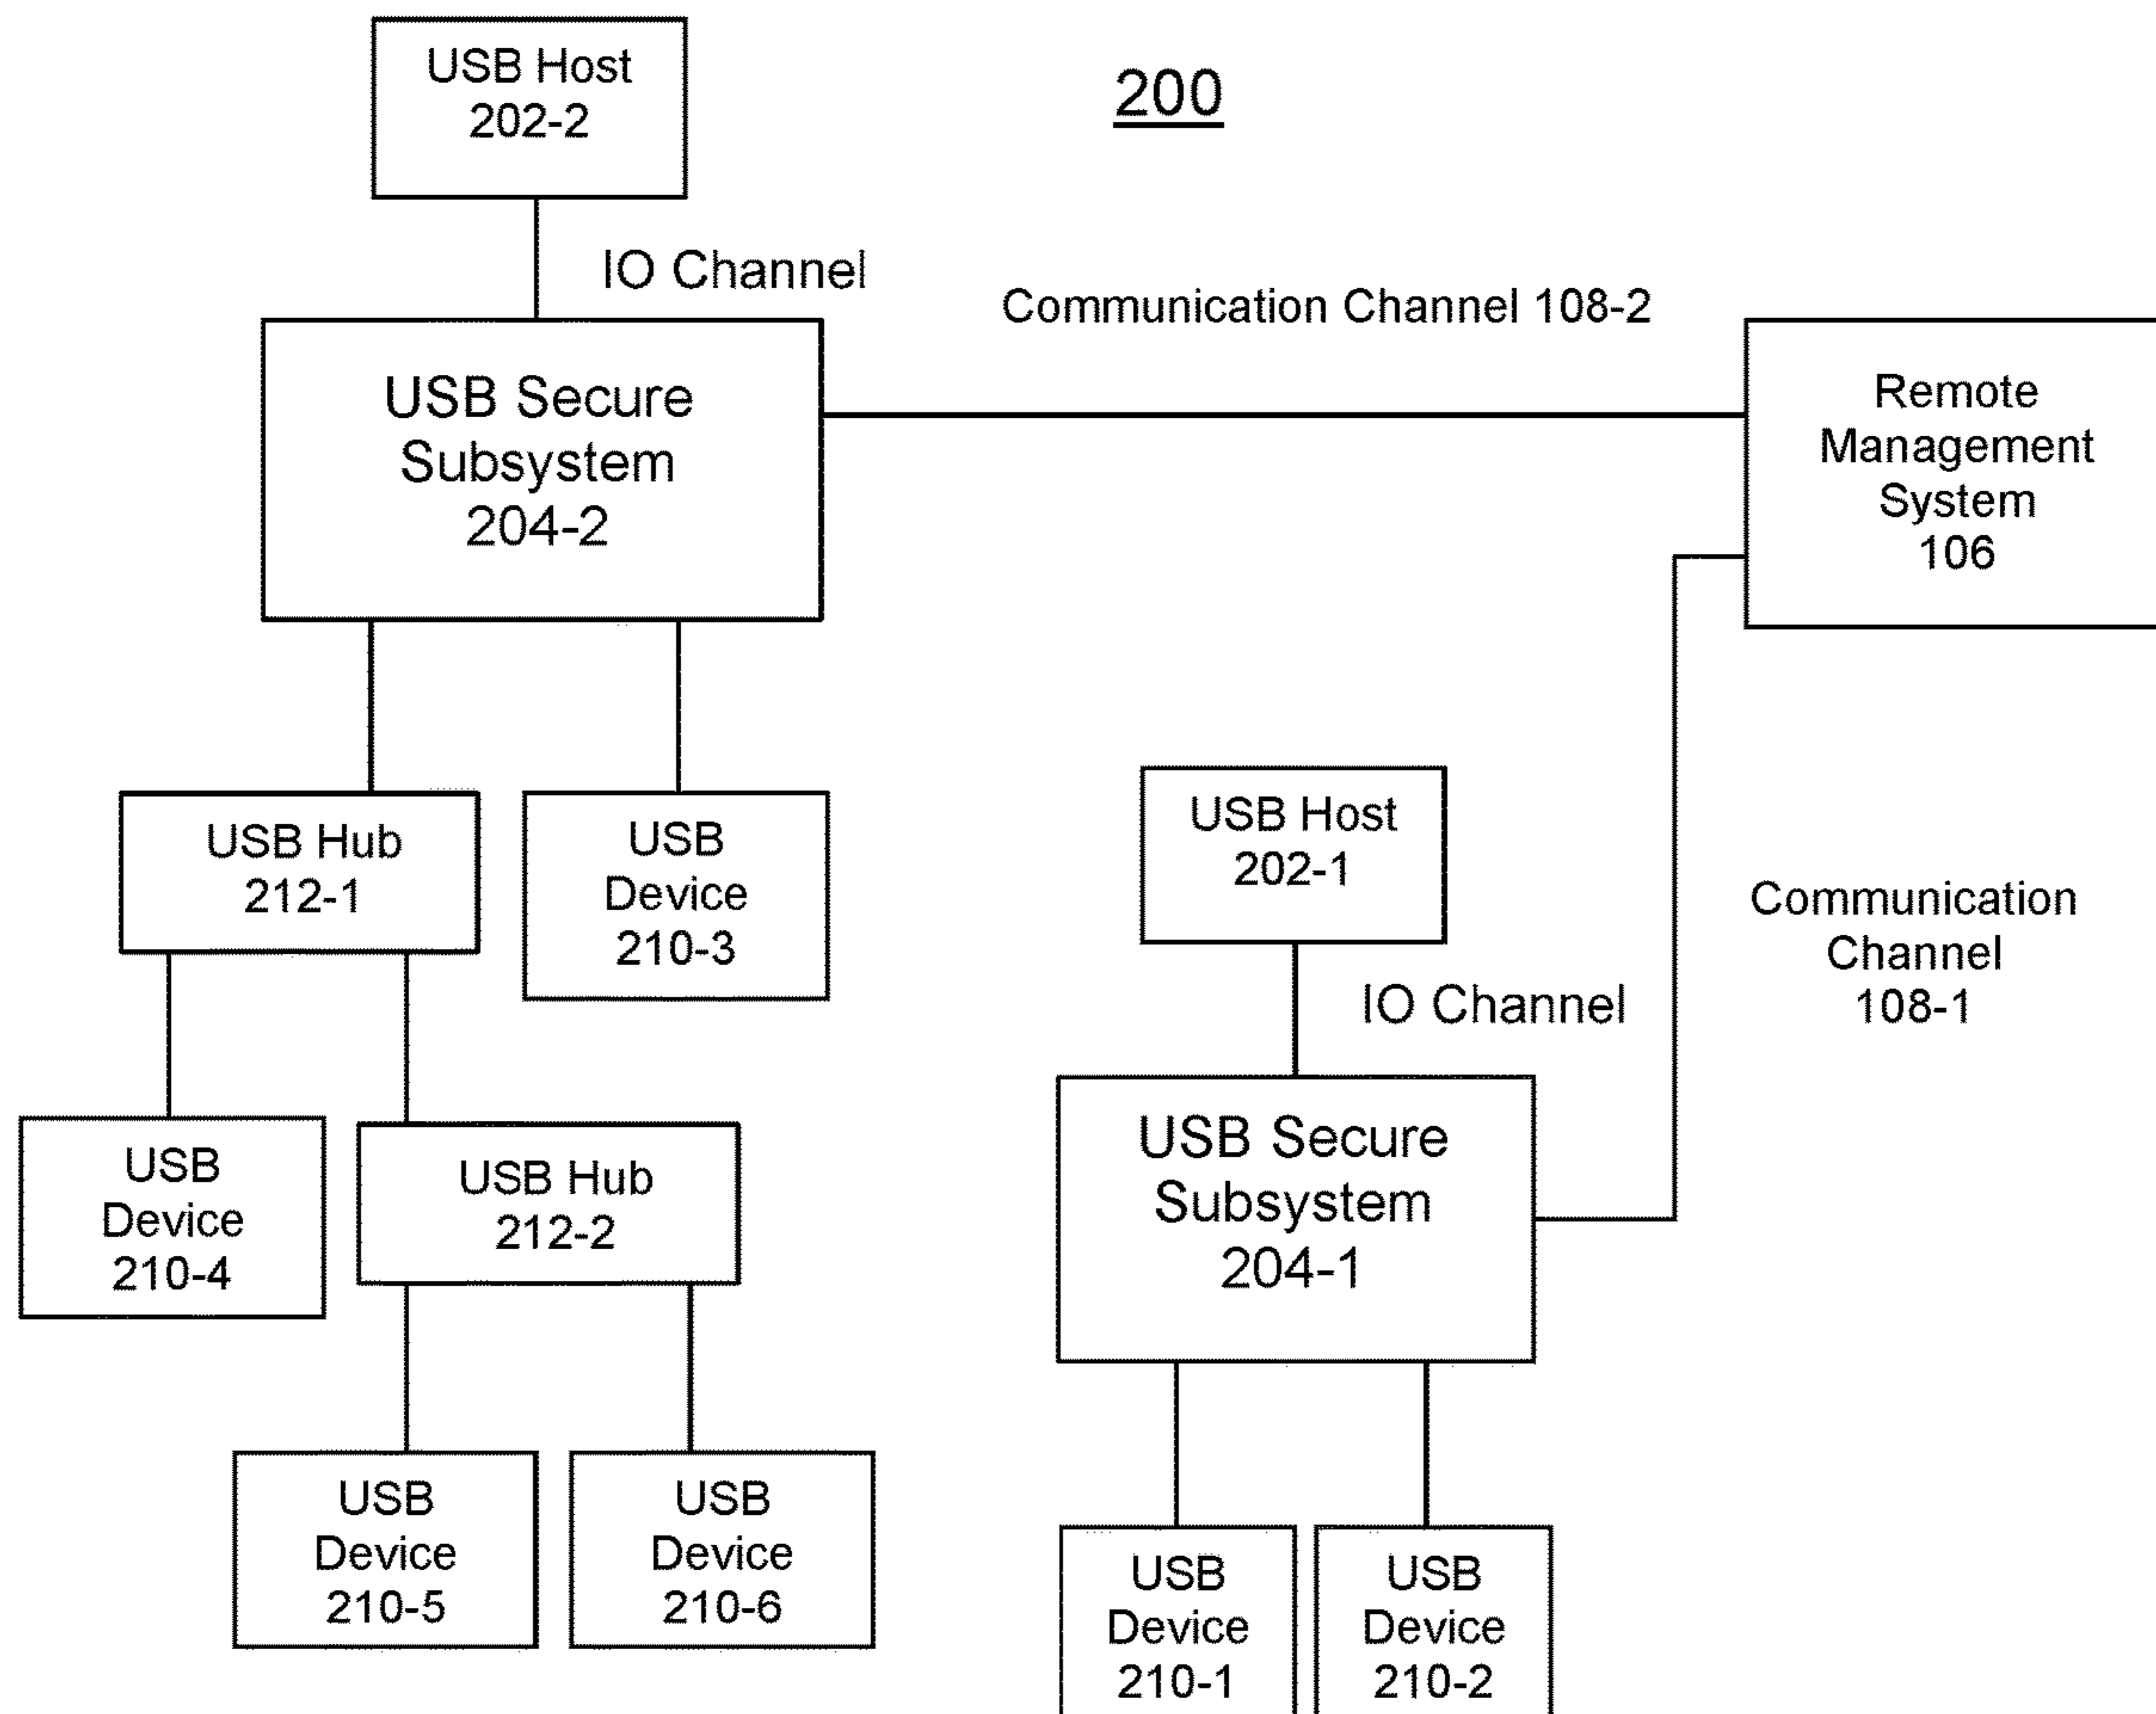 USB Host
202-2
200
IO Channel
Communication Channel 108-2
USB Secure
Subsystem
204-2
Remote
Management
System
106
USB Hub
212-1
USB
Device
210-3
USB Host
202-1
Communication
Channel
108-1
IO Channel
USB
Device
210-4
USB Hub
212-2
USB Secure
Subsystem
204-1
USB
Device
210-5
USB
Device
210-6
USB
Device
210-1
USB
Device
210-2